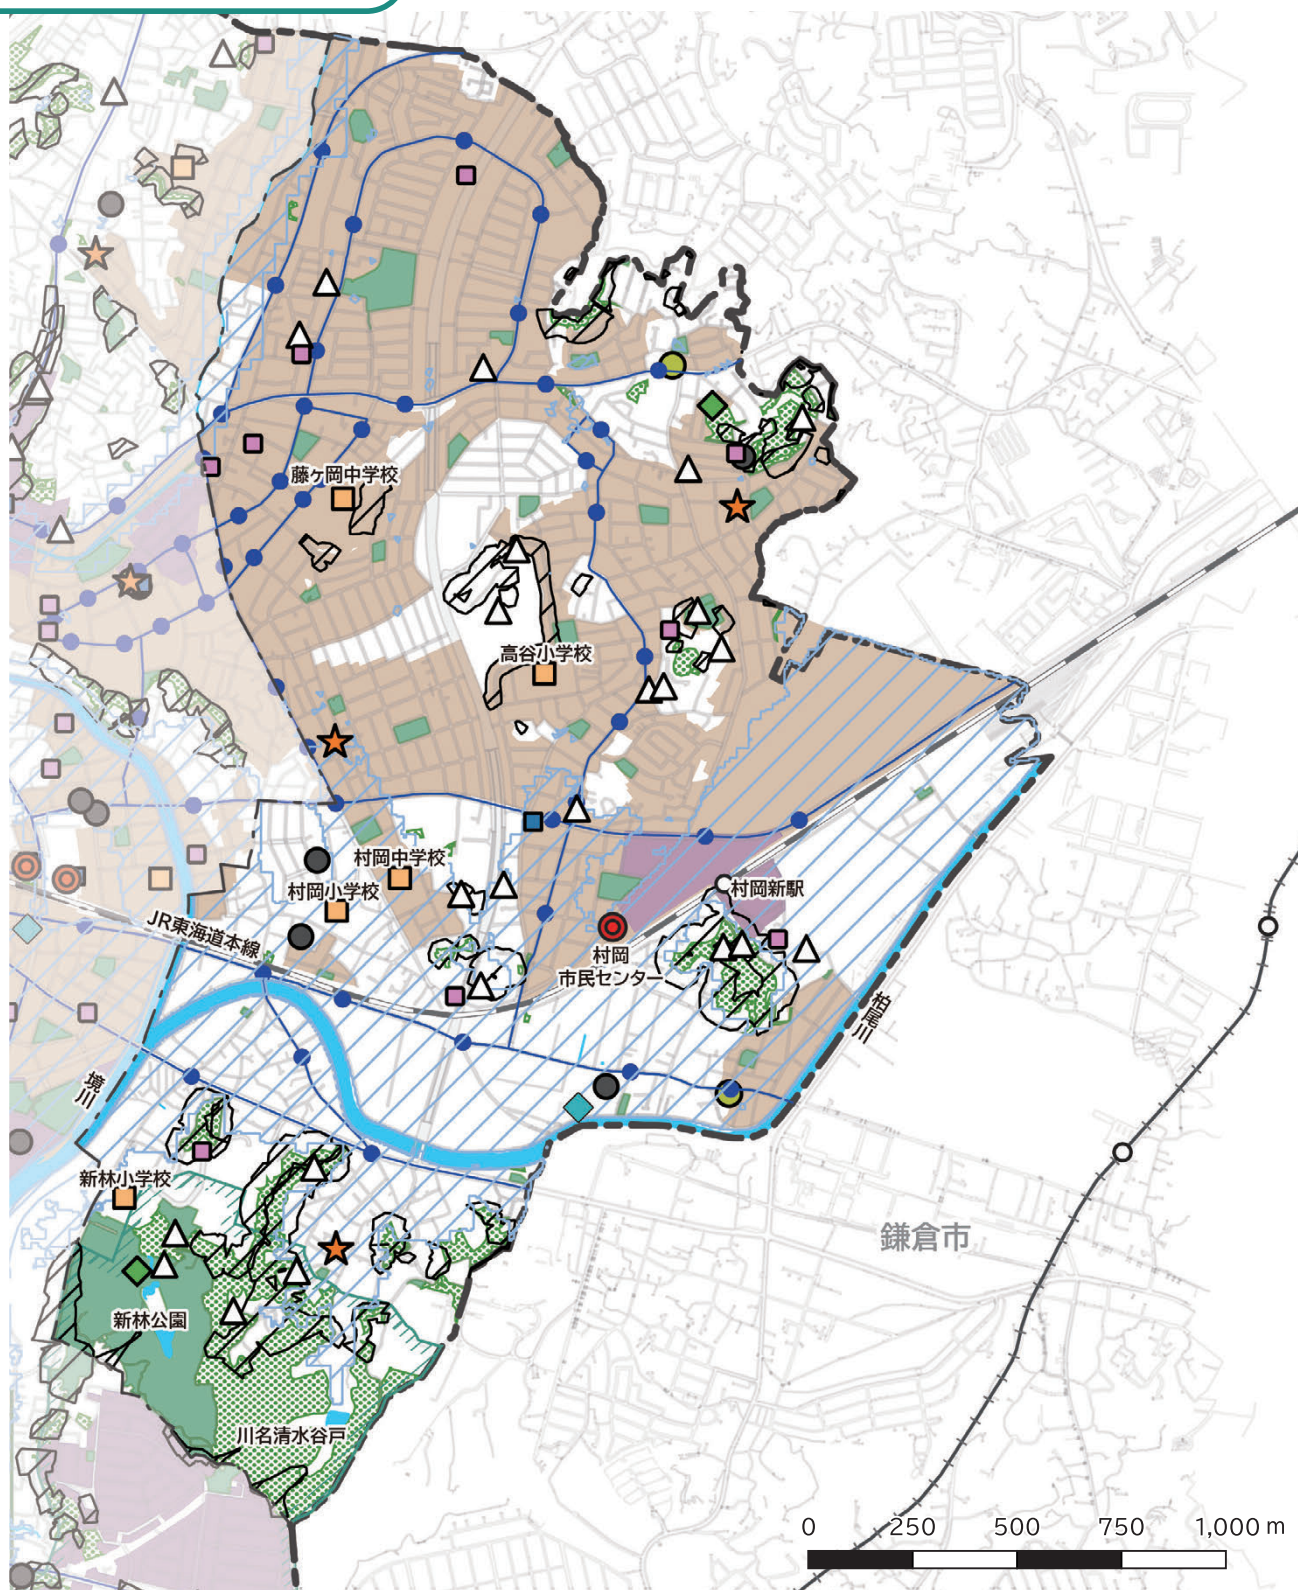 藤ヶ岡中学校
高谷小学校
村岡中学校
村岡小学校
村岡新駅
JR東海道本線
村岡
市民センター
柏尾川
境川
新林小学校
鎌倉市
新林公園
川名清水谷戸
0 250 500 750 1,000 m